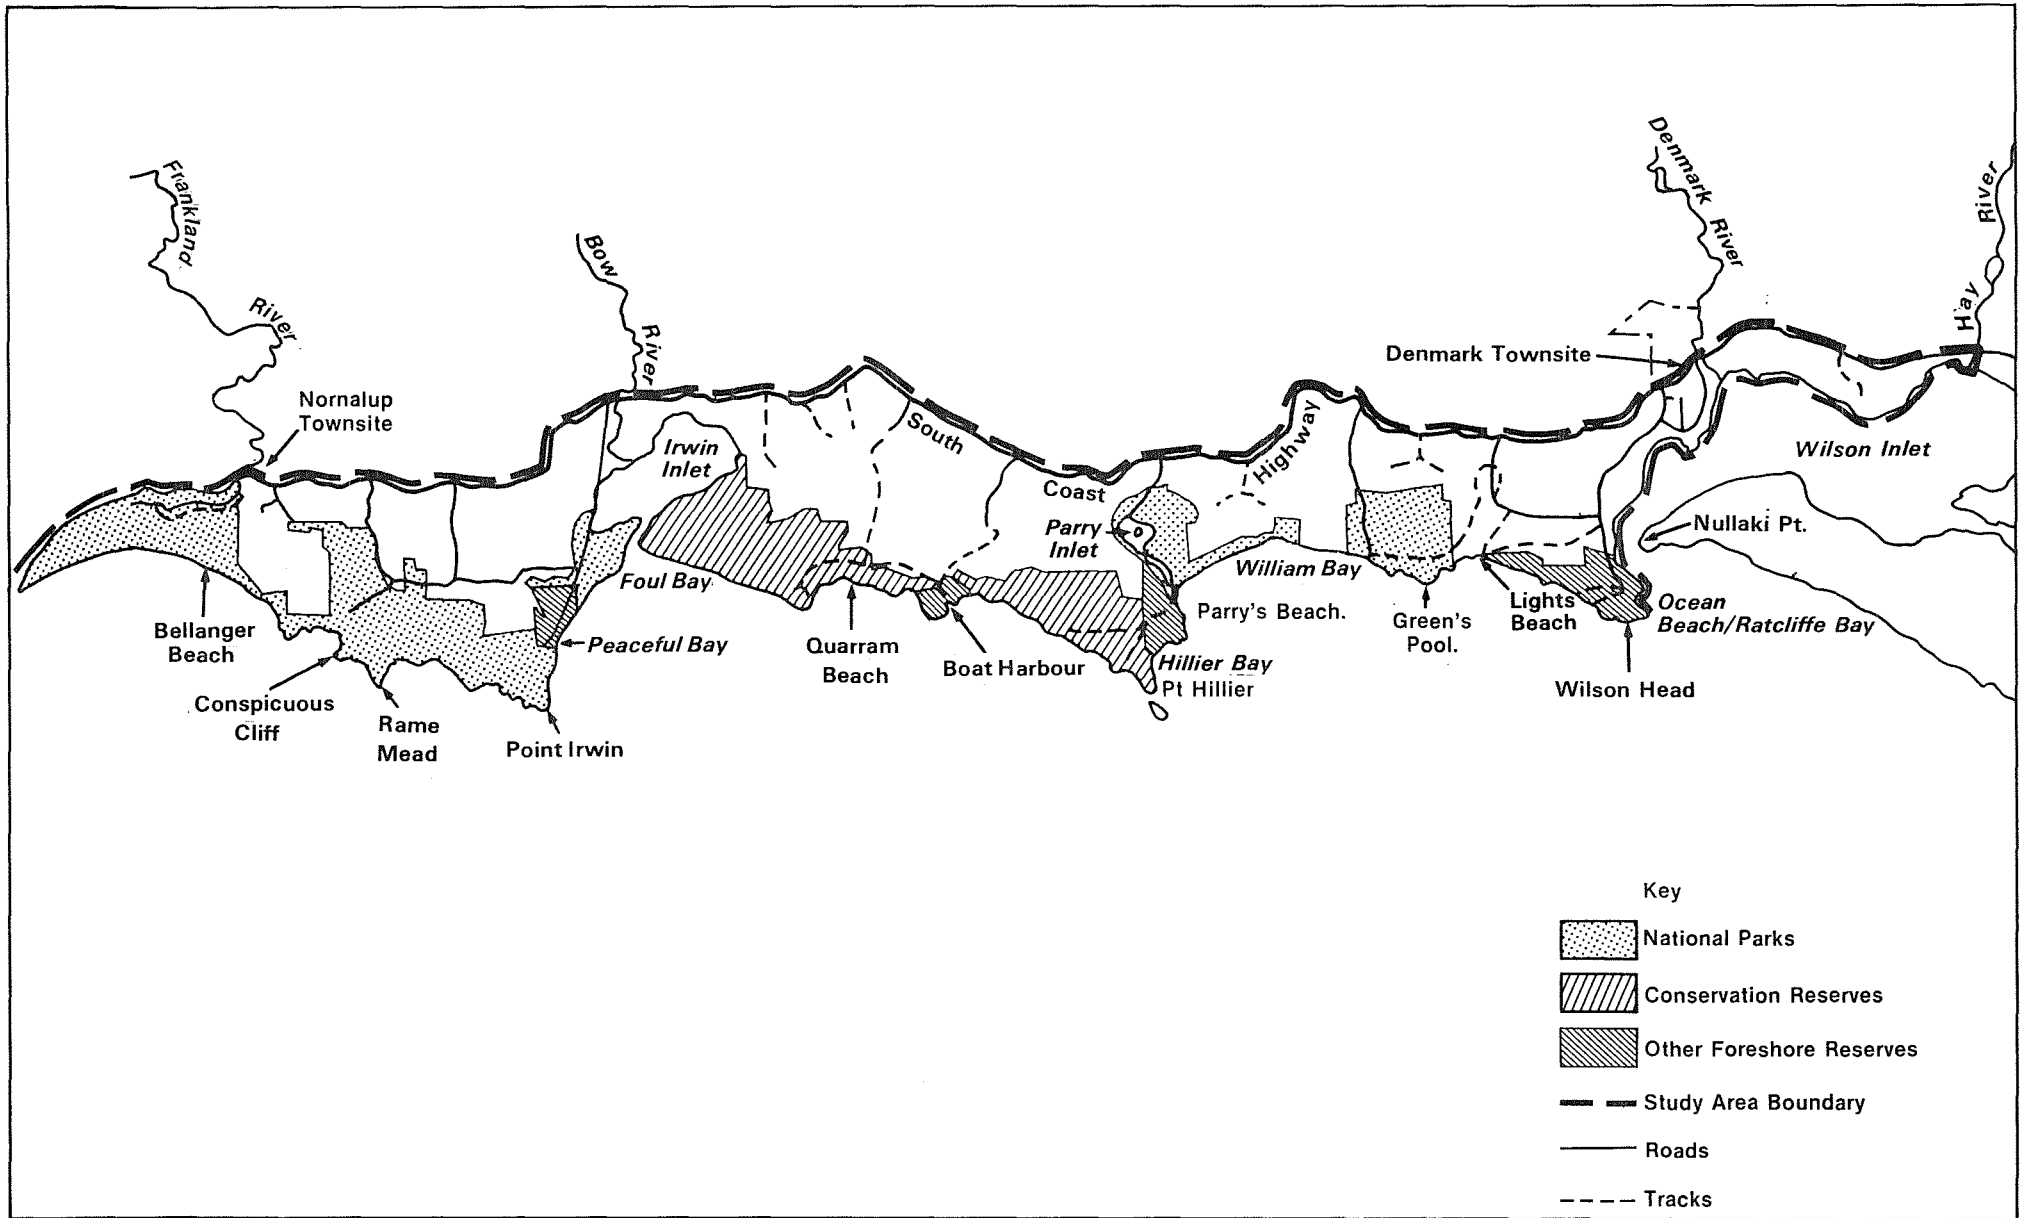 Frankland
River
Bow
River
Denmark
River
Hay
River
Nornalup
Townsite
Denmark Townsite
Irwin
Inlet
South
Coast
Highway
Wilson Inlet
Parry
Inlet
Nullaki Pt.
Foul Bay
William Bay
Bellanger
Beach
Peaceful Bay
Quarram
Beach
Boat Harbour
Parry's Beach.
Green's
Pool.
Lights
Beach
Ocean
Beach/Ratcliffe Bay
Hillier Bay
Pt Hillier
Wilson Head
Conspicuous
Cliff
Rame
Mead
Point Irwin
Key
National Parks
Conservation Reserves
Other Foreshore Reserves
Study Area Boundary
Roads
Tracks